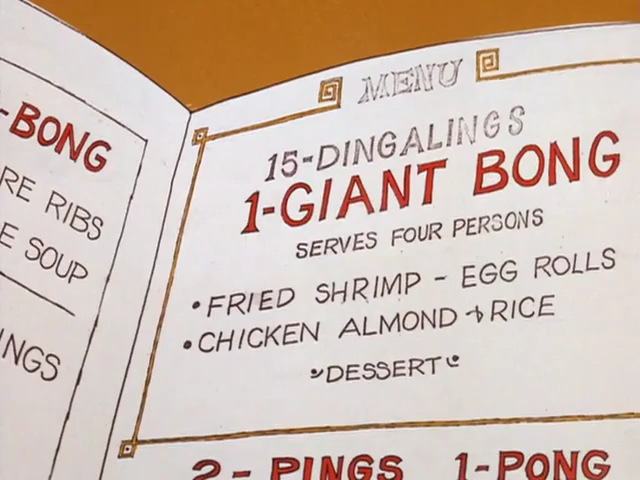 -BONG
RE RIBS
E SOUP
INGS
MENU
15-DINGALINGS
1-GIANT BONG
SERVES FOUR PERSONS
•FRIED SHRIMP - EGG ROLLS
•CHICKEN ALMOND & RICE
DESSERT
2- PINGS 1-PONG